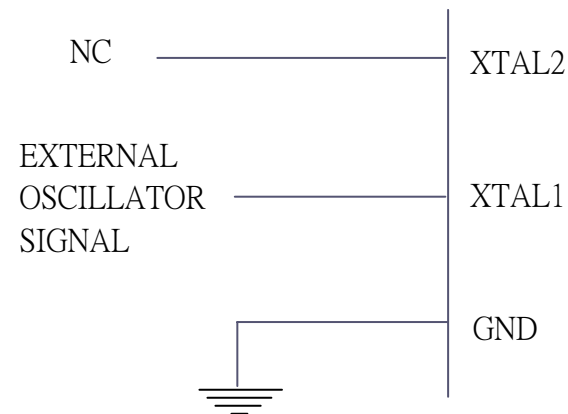 NC
XTAL2
EXTERNAL
OSCILLATOR
SIGNAL
XTAL1
GND